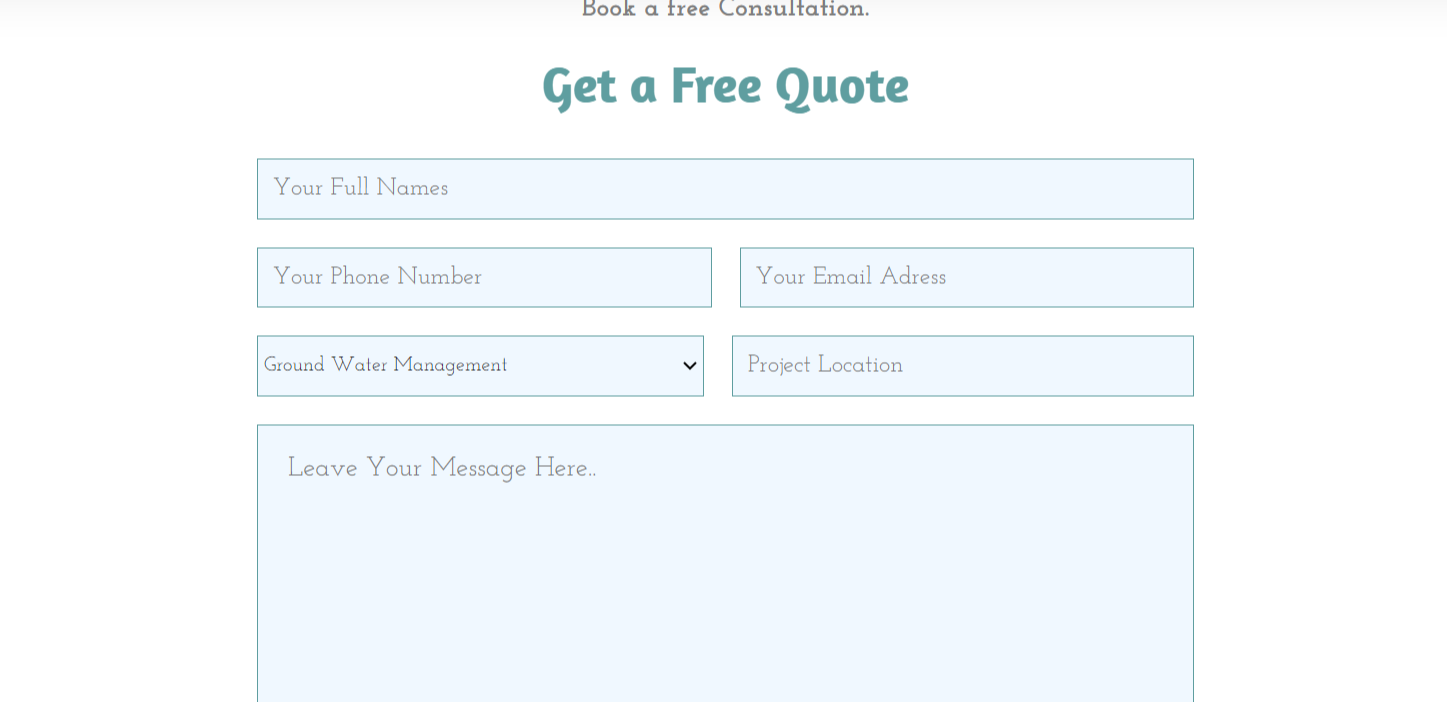 Book a free Consultation.
Get a Free Quote
Your Full Names
Your Phone Number
Your Email Adress
Ground Water Management
Project Location
Leave Your Message Here..